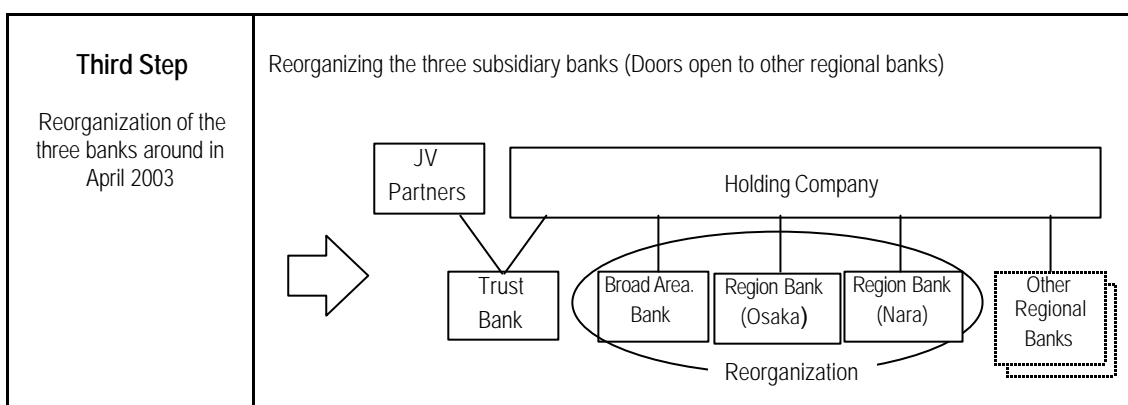 Third Step
Reorganization of the
three banks around in
April 2003
Reorganizing the three subsidiary banks (Doors open to other regional banks)
JV
Partners
Holding Company
Trust
Bank
Broad Area.
Bank
Region Bank
(Osaka)
Region Bank
(Nara)
Other
Regional
Banks
Reorganization